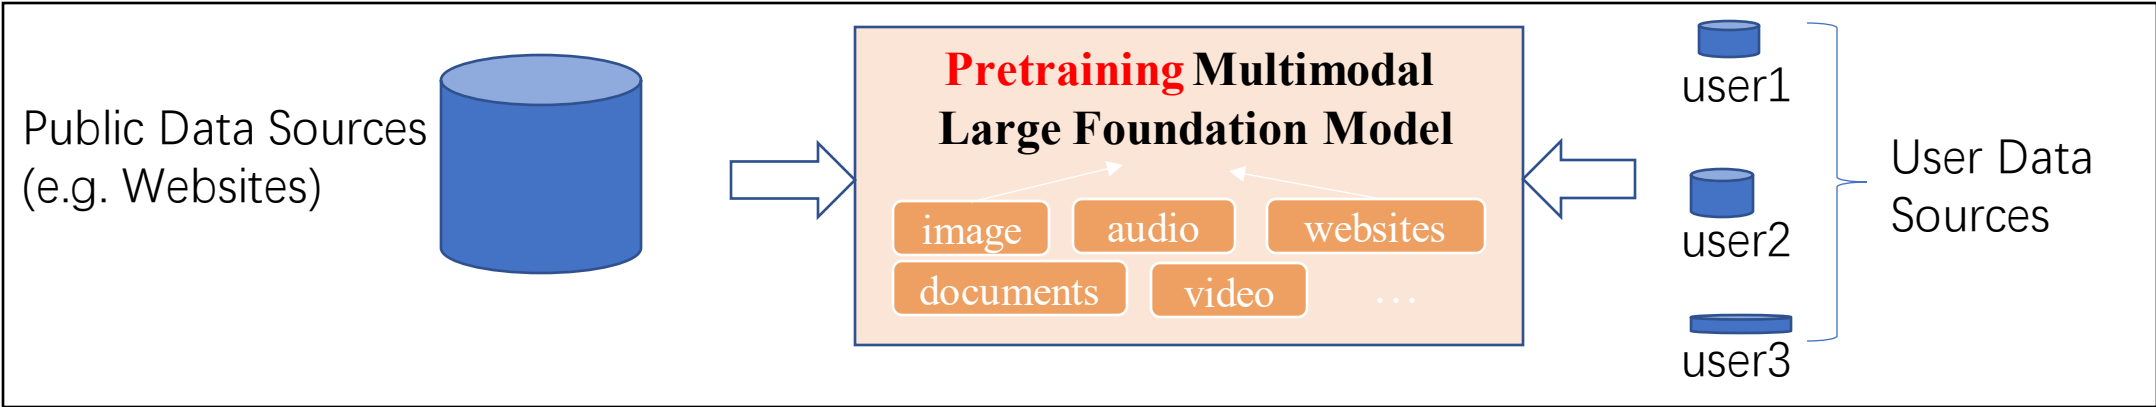 Public Data Sources
(e.g. Websites)
Pretraining Multimodal
Large Foundation Model
image
audio
websites
documents
video
...
user1
user2
user3
User Data
Sources